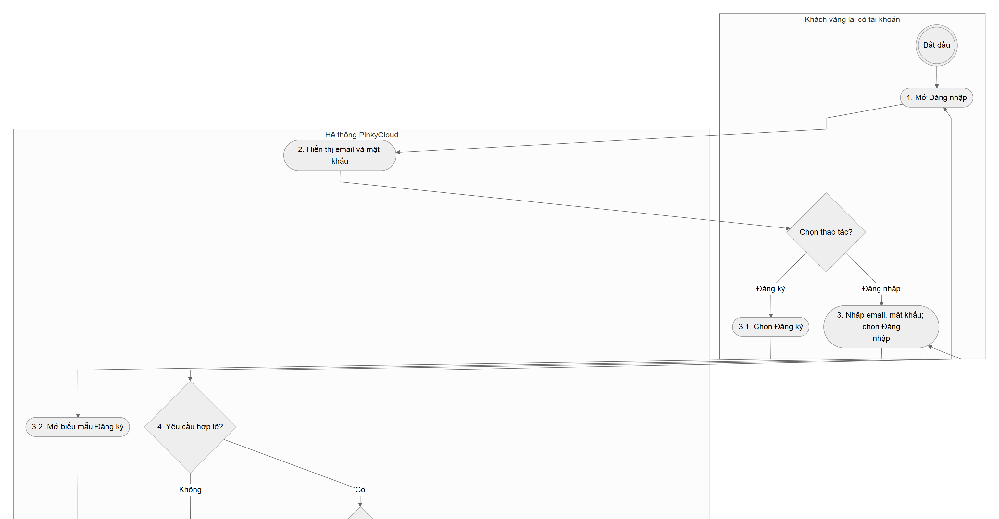 Khách vãng lai có tài khoản
Bắt đầu
1. Mở Đăng nhập
Hệ thống PinkyCloud
2. Hiển thị email và mật
khẩu
Chọn thao tác?
Đăng ký
Đăng nhập
3. Nhập email, mật khẩu;
chọn Đăng
nhập
3.1. Chọn Đăng ký
3.2. Mở biểu mẫu Đăng ký
4. Yêu cầu hợp lệ?
Không
Có